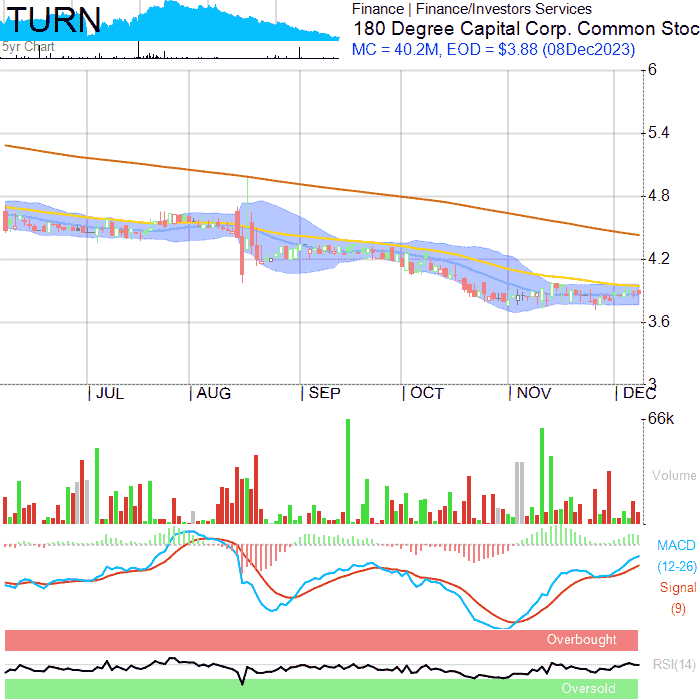 TURN
5yr Chart
Finance | Finance/Investors Services
180 Degree Capital Corp. Common Stoc
MC = 40.2M, EOD = $3.88 (08Dec2023)
6
5.4
4.8
4.2
3.6
3
JUL AUG SEP OCT NOV DEC
66k
Volume
MACD
(12-26)
Signal
(9)
Overbought
RSI(14)
Oversold